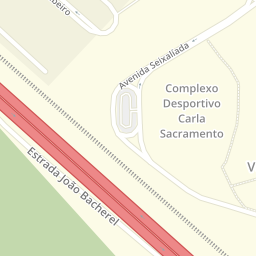 Avenida Seixalíada
Complexo
Desportivo
Carla
Sacramento
Estrada João Bacherel